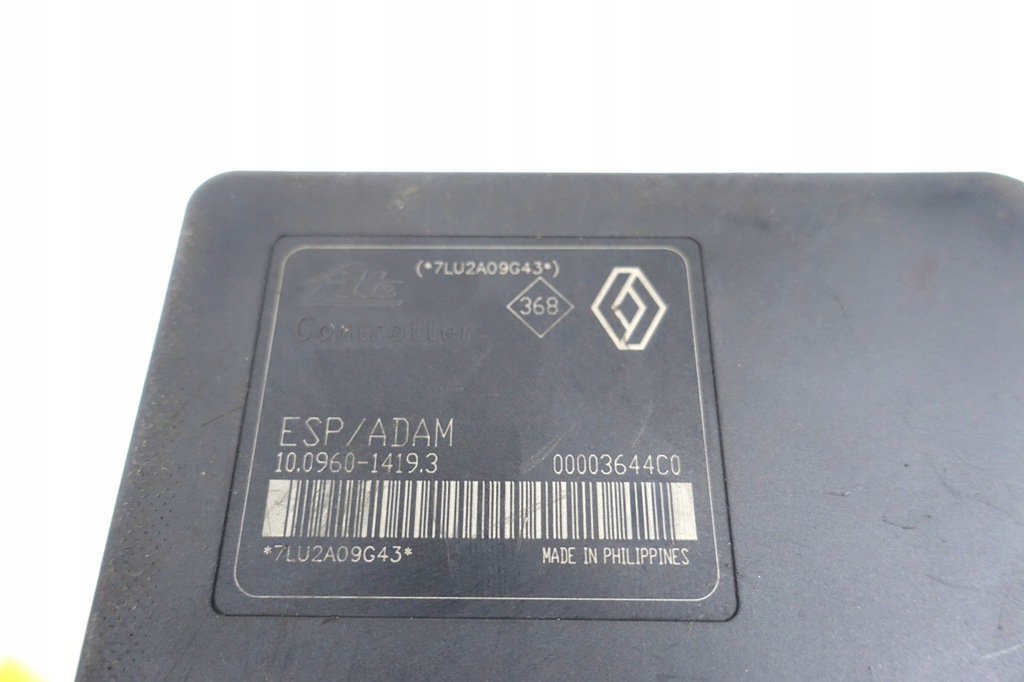 (*7LU2A09G43*)
Ate
368
Controller
ESP/ADAM
10.0960-1419.3 00003644C0
*7LU2A09G43* MADE IN PHILIPPINES